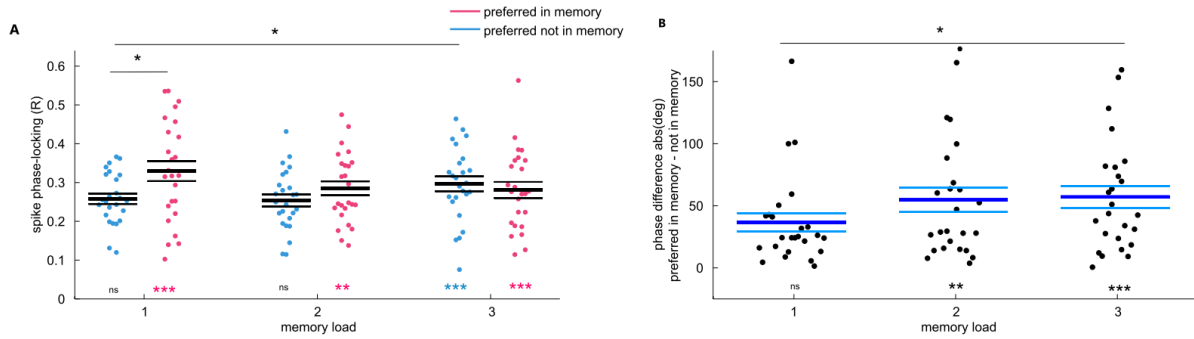 A
preferred in memory
preferred not in memory
*
*
spike phase-locking (R)
0.6
0.5
0.4
0.3
0.2
0.1
0
ns
***
ns
**
***
***
1
2
3
memory load
B
*
phase difference abs(deg)
preferred in memory - not in memory
150
100
50
0
ns
**
***
1
2
3
memory load